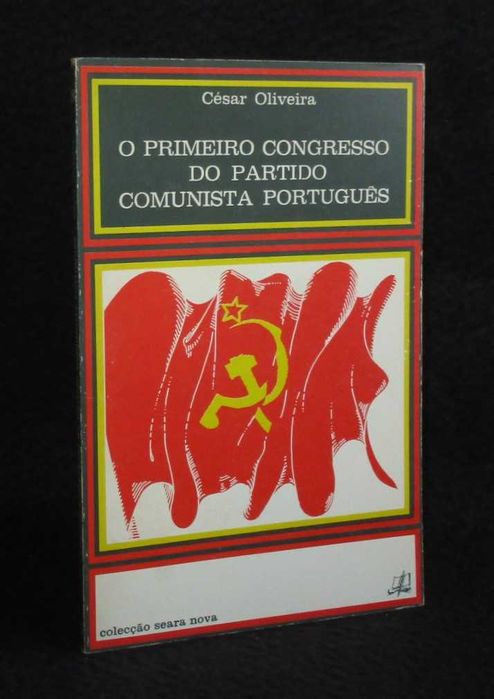 César Oliveira
O PRIMEIRO CONGRESSO
DO PARTIDO
COMUNISTA PORTUGUÊS
colecção seara nova